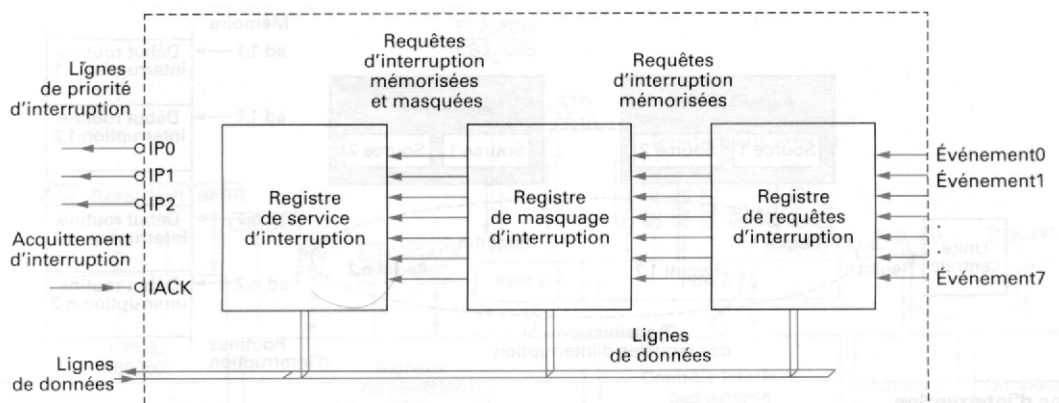 Requêtes
d'interruption
mémorisées
et masquées
Requêtes
d'interruption
mémorisées
Lignes
de priorité
d'interruption
IP0
IP1
IP2
Acquittement
d'interruption
IACK
Registre
de service
d'interruption
Registre
de masquage
d'interruption
Registre
de requêtes
d'interruption
Événement0
Événement1
.
.
.
Événement7
Lignes
de données
Lignes
de données